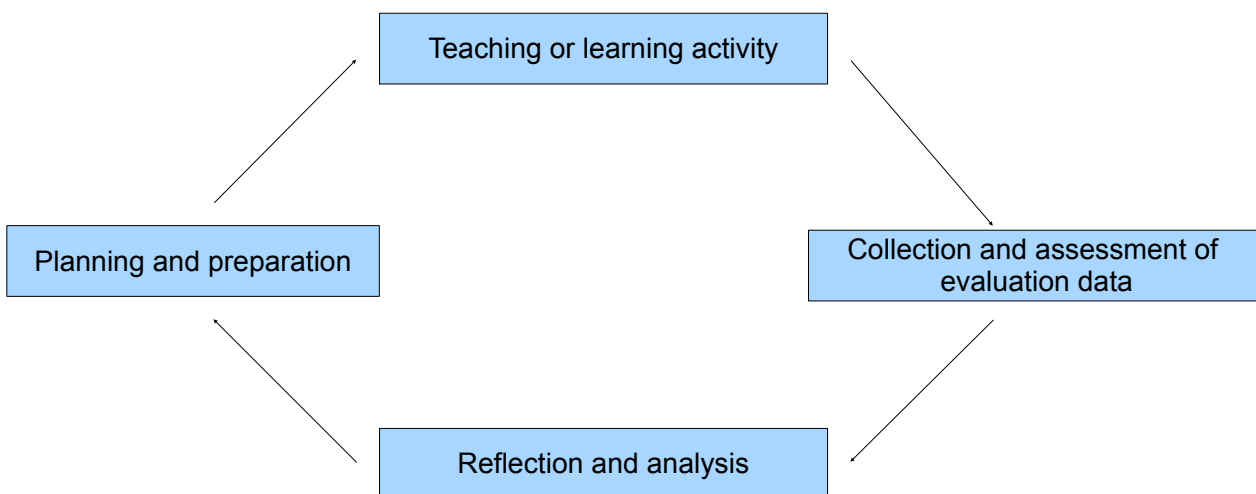 Teaching or learning activity
Planning and preparation
Collection and assessment of
evaluation data
Reflection and analysis